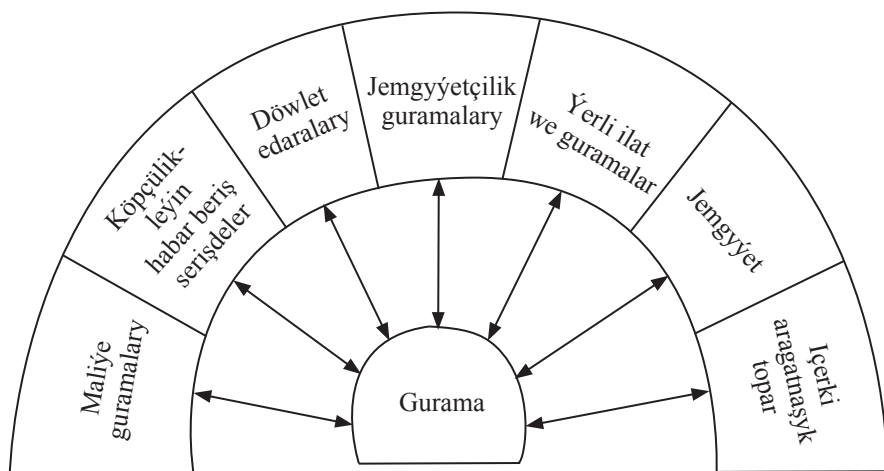 Maliýe
guramalary
Köpçülik-
leýin
habar beriş
serişdeler
Döwlet
edaralary
Jemgyýetçilik
guramalary
Ýerli ilat
we guramalar
Jemgyýet
Içerki
aragatnaşyk
topar
Gurama